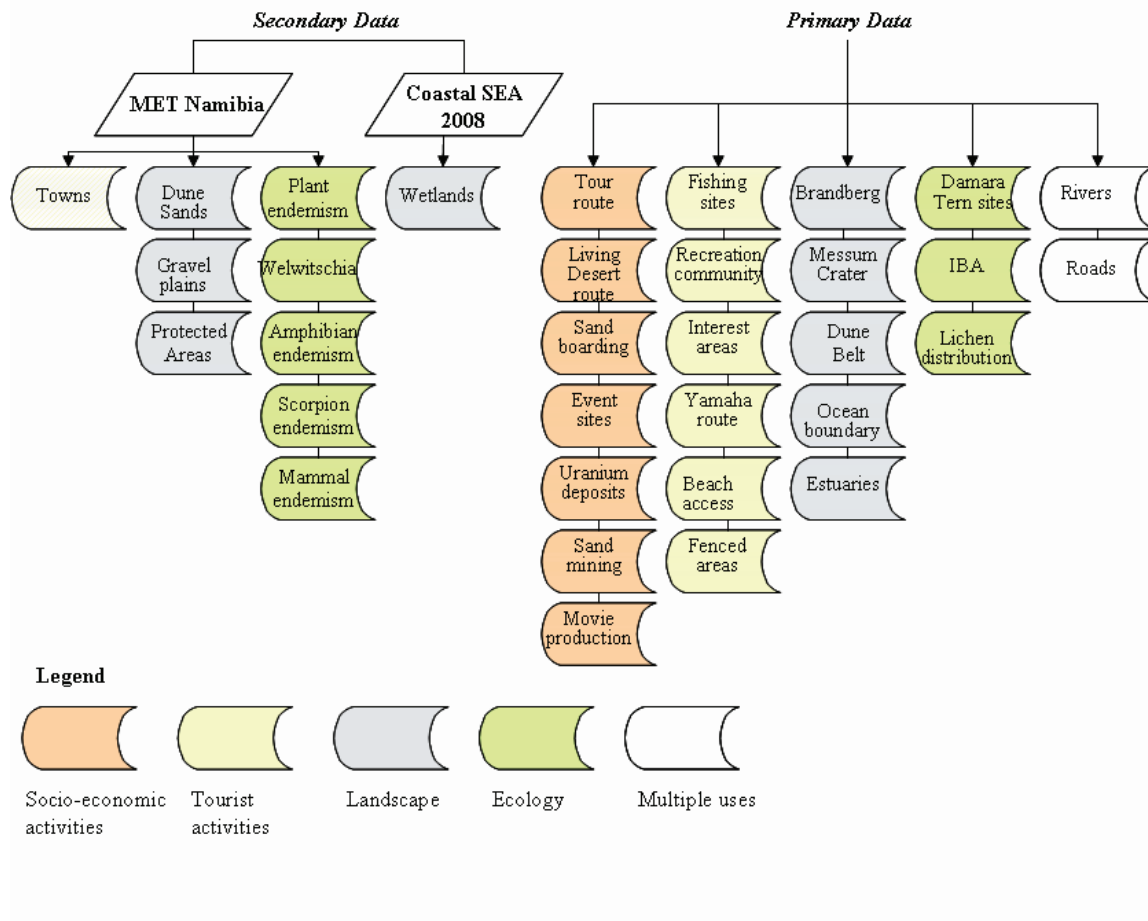 Secondary Data
Primary Data
MET Namibia
Coastal SEA
2008
Towns
Dune
Sands
Gravel
plains
Protected
Areas
Plant
endemism
Welwitschia
Amphibian
endemism
Scorpion
endemism
Mammal
endemism
Wetlands
Tour
route
Living
Desert
route
Sand
boarding
Event
sites
Uranium
deposits
Sand
mining
Movie
production
Fishing
sites
Recreation
community
Interest
areas
Yamaha
route
Beach
access
Fenced
areas
Brandberg
Messum
Crater
Dune
Belt
Ocean
boundary
Estuaries
Damara
Tern sites
IBA
Lichen
distribution
Rivers
Roads
Legend
Socio-economic
activities
Tourist
activities
Landscape
Ecology
Multiple uses